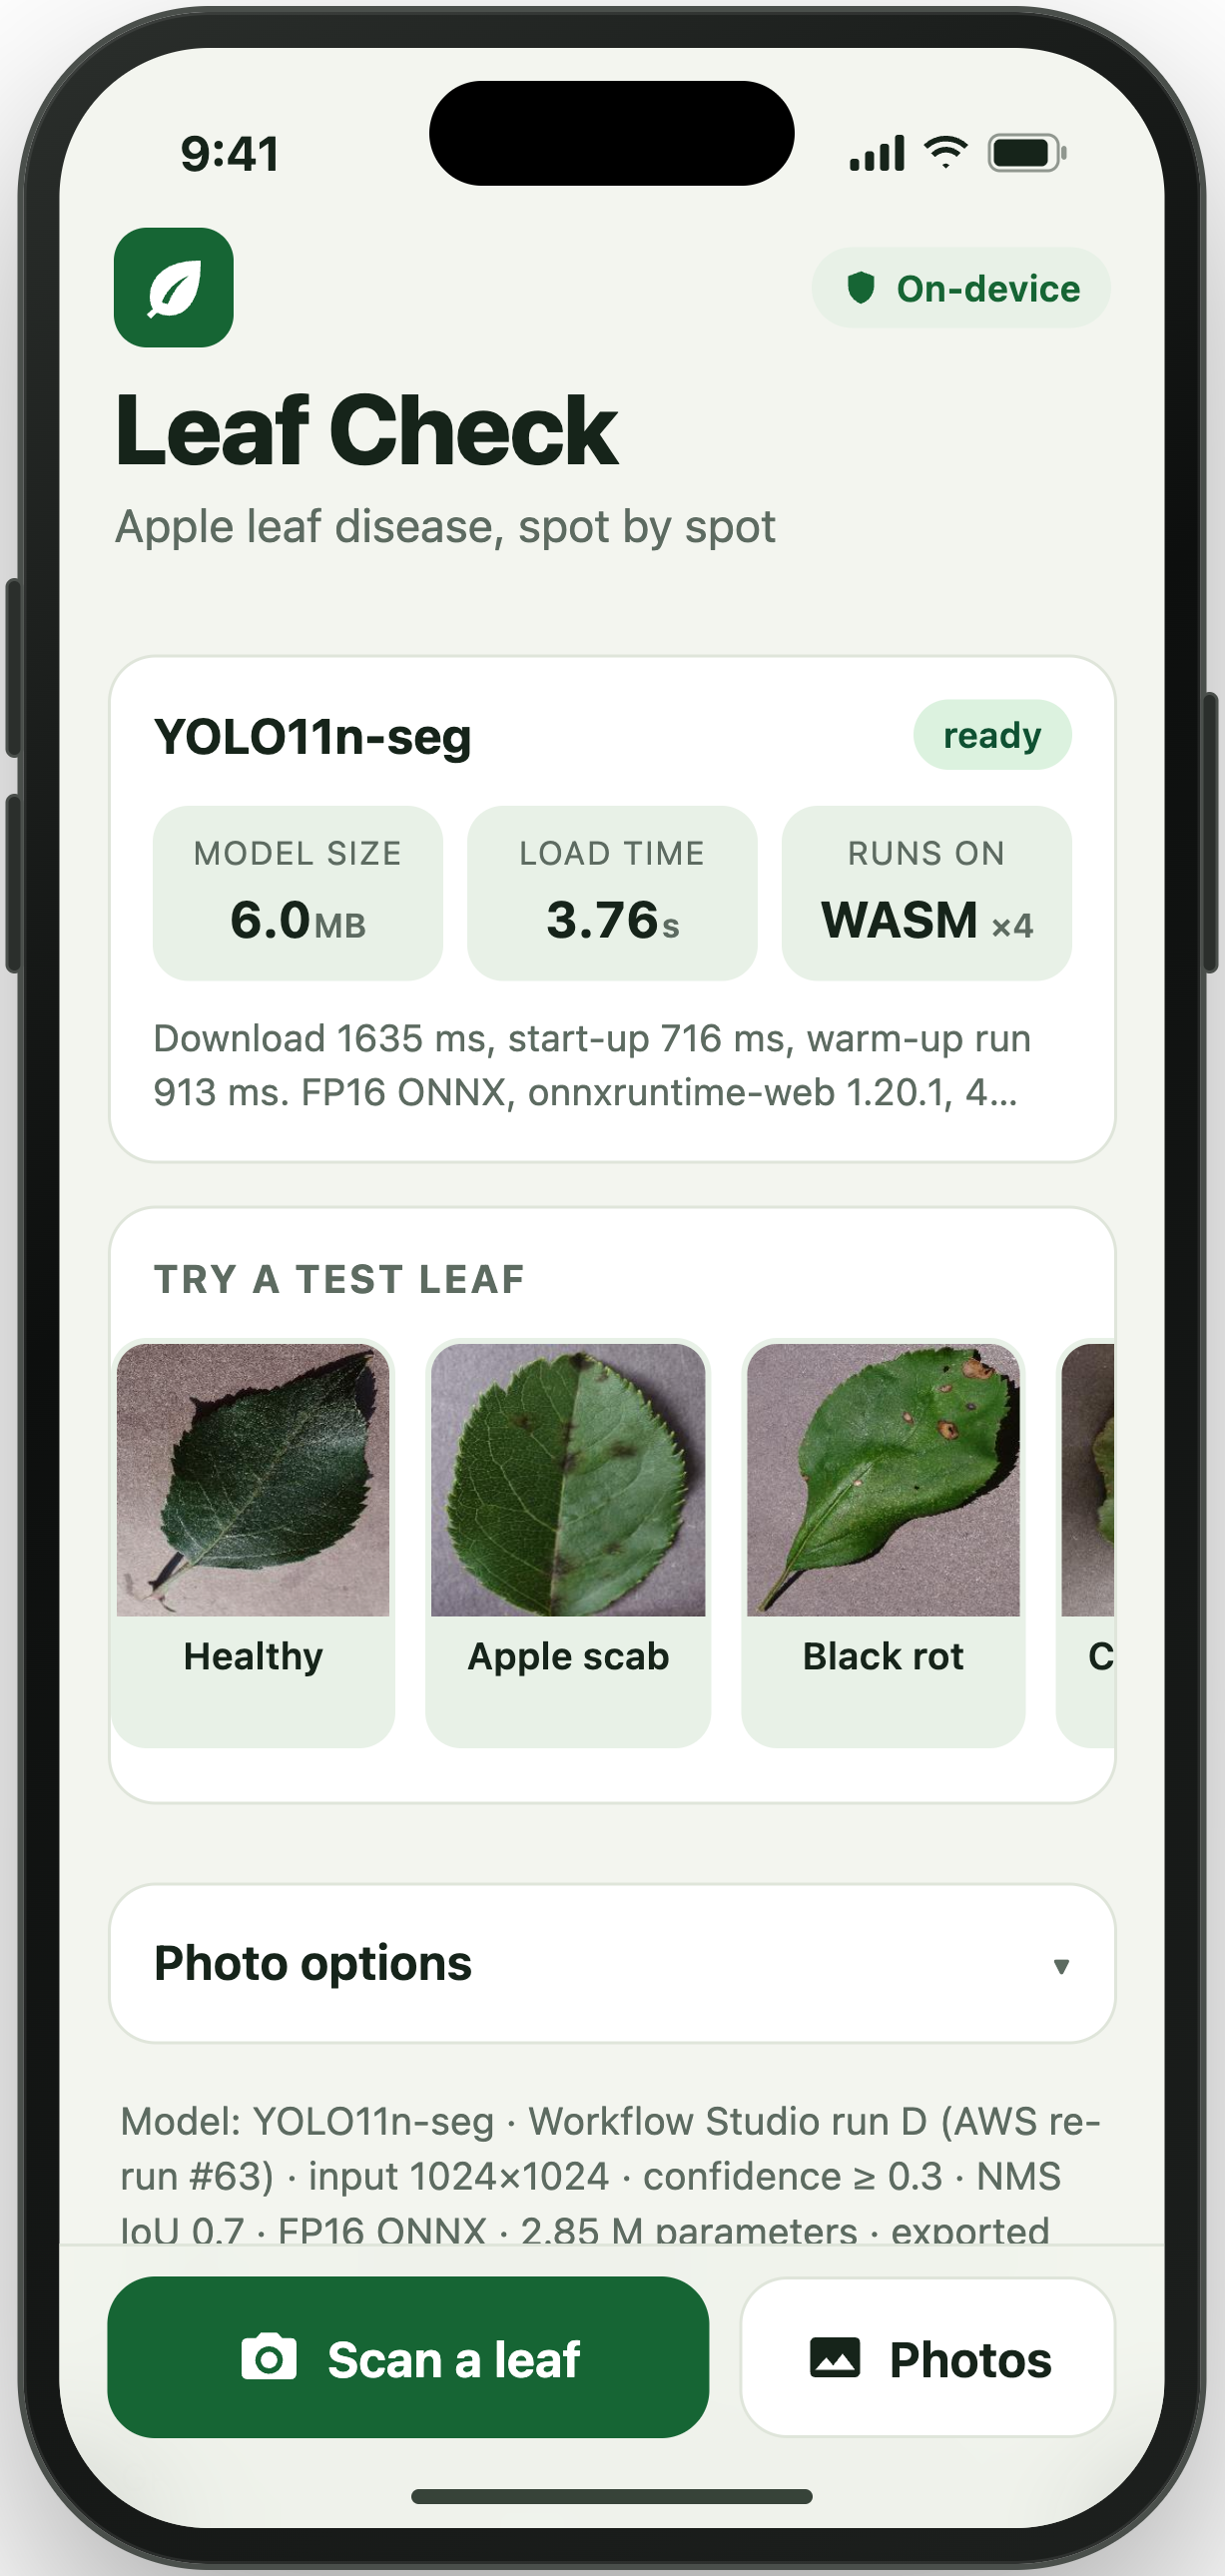 9:41
On-device
Leaf Check
Apple leaf disease, spot by spot
YOLO11n-seg
ready
MODEL SIZE
6.0MB
LOAD TIME
3.76s
RUNS ON
WASM ×4
Download 1635 ms, start-up 716 ms, warm-up run
913 ms. FP16 ONNX, onnxruntime-web 1.20.1, 4...
TRY A TEST LEAF
Healthy
Apple scab
Black rot
C
Photo options
Model: YOLO11n-seg · Workflow Studio run D (AWS re-
run #63) · input 1024×1024 · confidence ≥ 0.3 · NMS
IoU 0.7 · FP16 ONNX · 2.85 M parameters · exported
Scan a leaf
Photos